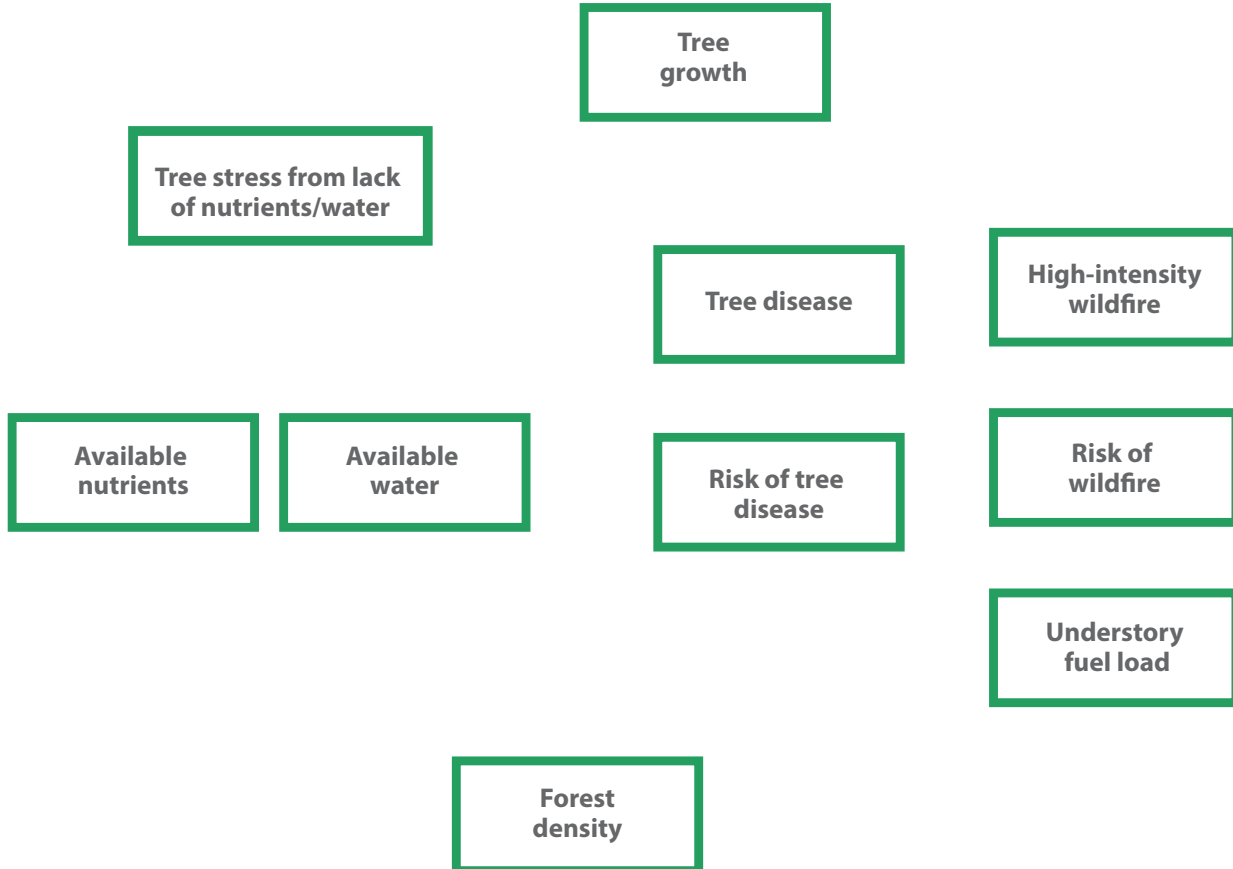 Tree
growth
Tree stress from lack
of nutrients/water
Tree disease
High-intensity
wildfire
Available
nutrients
Available
water
Risk of tree
disease
Risk of
wildfire
Understory
fuel load
Forest
density